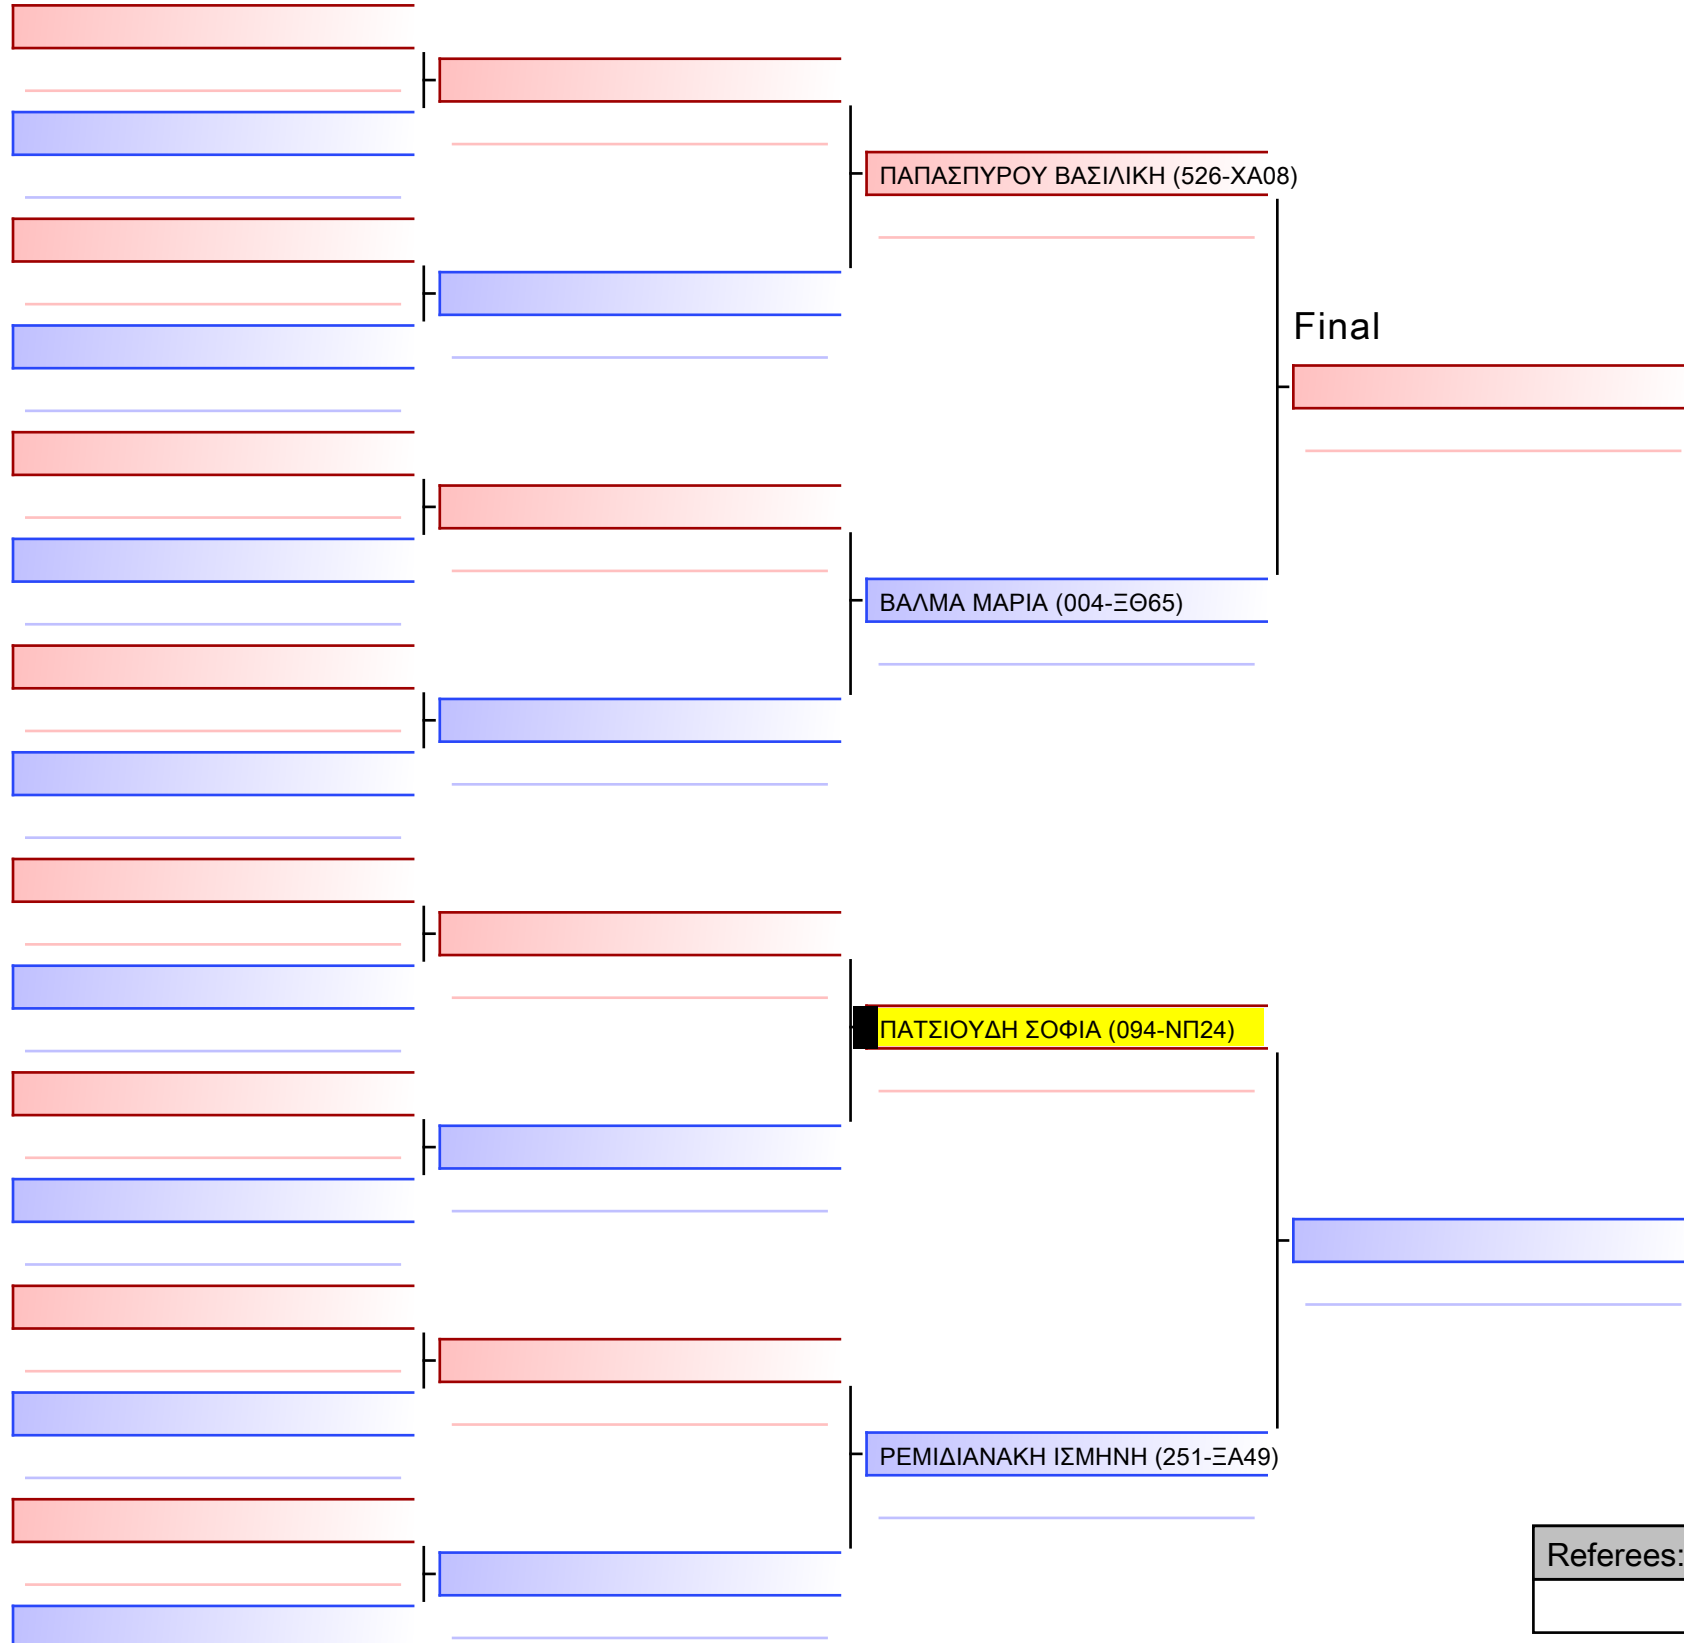 ΠΑΠΑΣΠΥΡΟΥ ΒΑΣΙΛΙΚΗ (526-ΧΑ08)
Final
ΒΑΛΜΑ ΜΑΡΙΑ (004-ΞΘ65)
ΠΑΤΣΙΟΥΔΗ ΣΟΦΙΑ (094-ΝΠ24)
ΡΕΜΙΔΙΑΝΑΚΗ ΙΣΜΗΝΗ (251-ΞΑ49)
Referees: